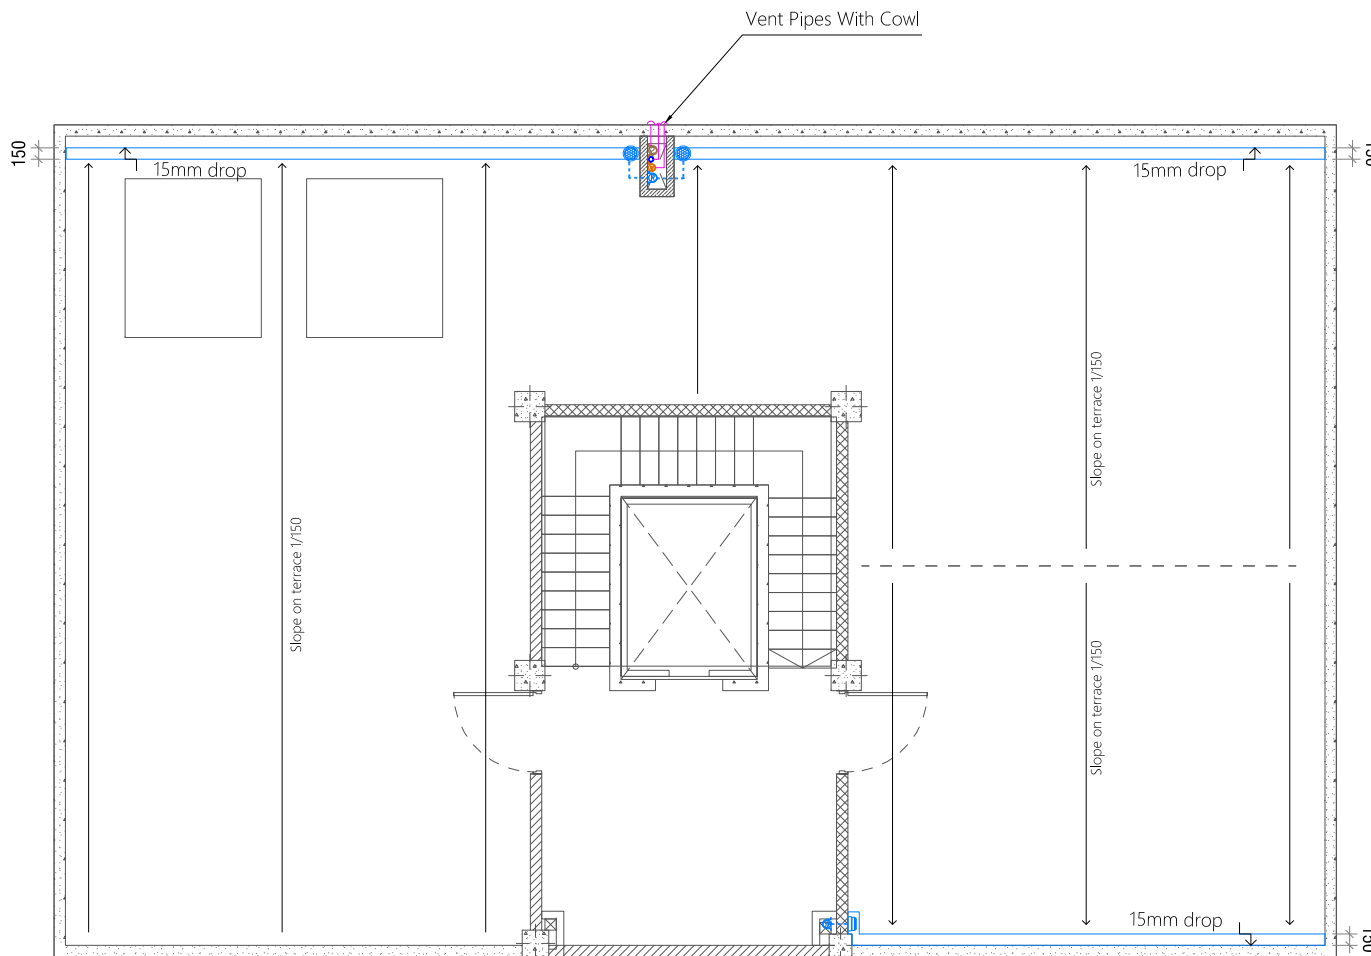 Vent Pipes With Cowl
150
15mm drop
15mm drop
Slope on terrace 1/150
Slope on terrace 1/150
Slope on terrace 1/150
15mm drop